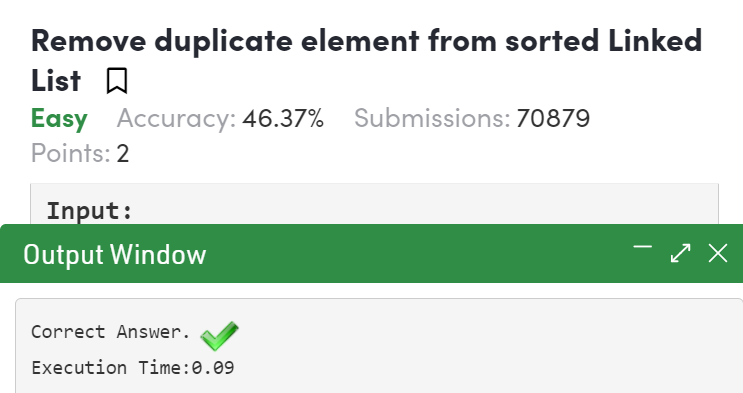 Remove duplicate element from sorted Linked
List
Easy Accuracy: 46.37% Submissions: 70879
Points: 2
Input:
Output Window
Correct Answer.
Execution Time:0.09